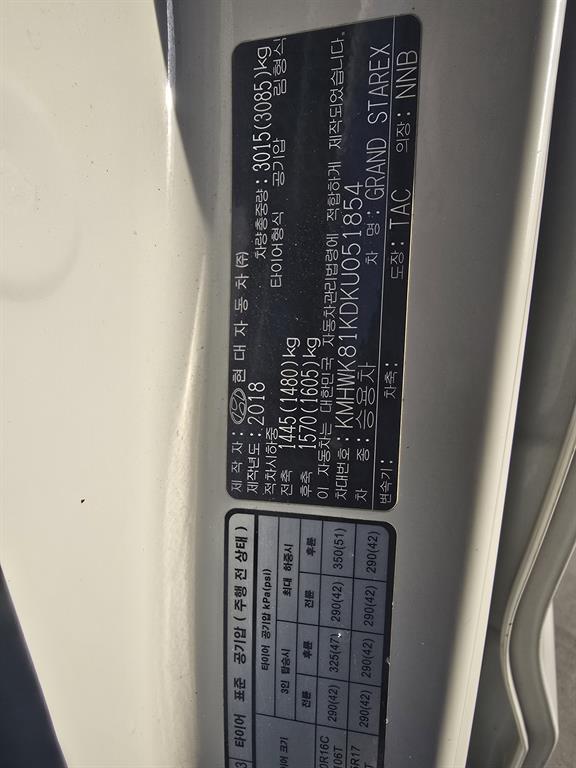 제 작 자: 현 대 자 동 차 (주)
제작년도: 2018 차량총중량: 3015(3085)kg
적차시하중 타이어형식 공기압 림형식
전축 1445(1480)kg
후축 1570(1605)kg
이 자동차는 대한민국 자동차관리법령에 적합하게 제작되었습니다.
차대번호: KMHWK81KDKU051854
차 종: 승용차 차 명: GRAND STAREX
변속기: 차축: 도장: TAC 의장: NNB
타이어 표준 공기압 ( 주행 전 상태 )
타이어 공기압 kPa(psi)
타이어 크기 3인 탑승시 최대 하중시
전륜 후륜 전륜 후륜
0R16C
106T 290(42) 325(47) 290(42) 350(51)
5R17 290(42) 290(42) 290(42) 290(42)